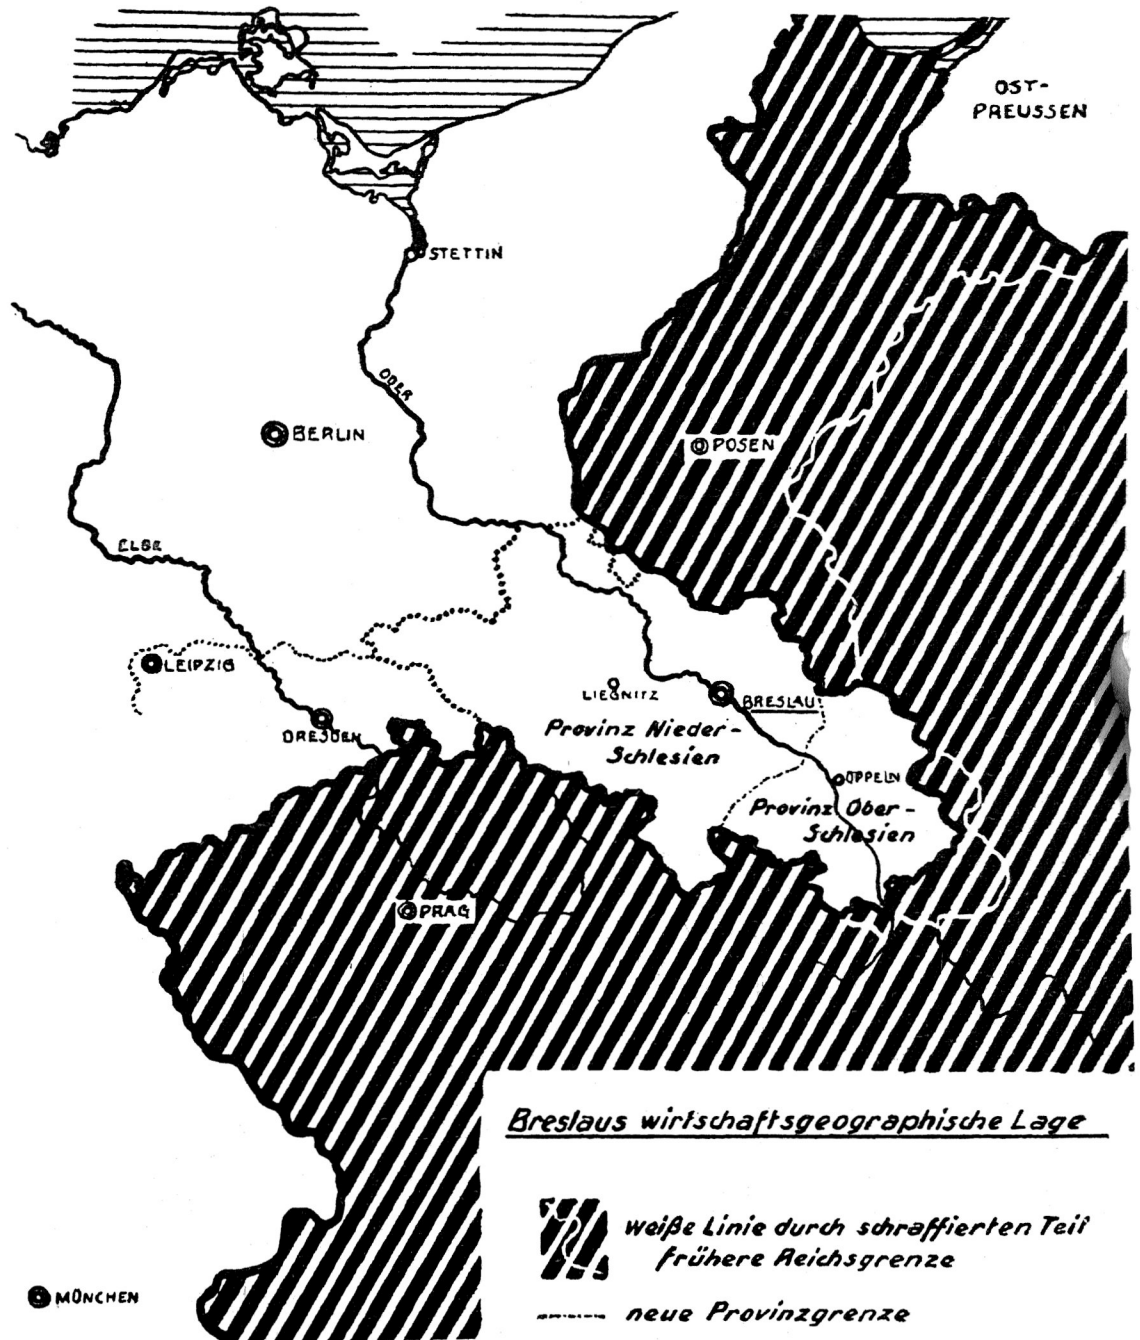 OST-
PREUSSEN
STETTIN
ODER
BERLIN
POSEN
ELBE
LEIPZIG
LIEGNITZ
BRESLAU
DRESDEN
Provinz Nieder-
Schlesien
OPPELN
Provinz Ober-
Schlesien
PRAG
Breslaus wirtschaftsgeographische Lage
weiße Linie durch schraffierten Teil
frühere Reichsgrenze
MÜNCHEN
neue Provinzgrenze